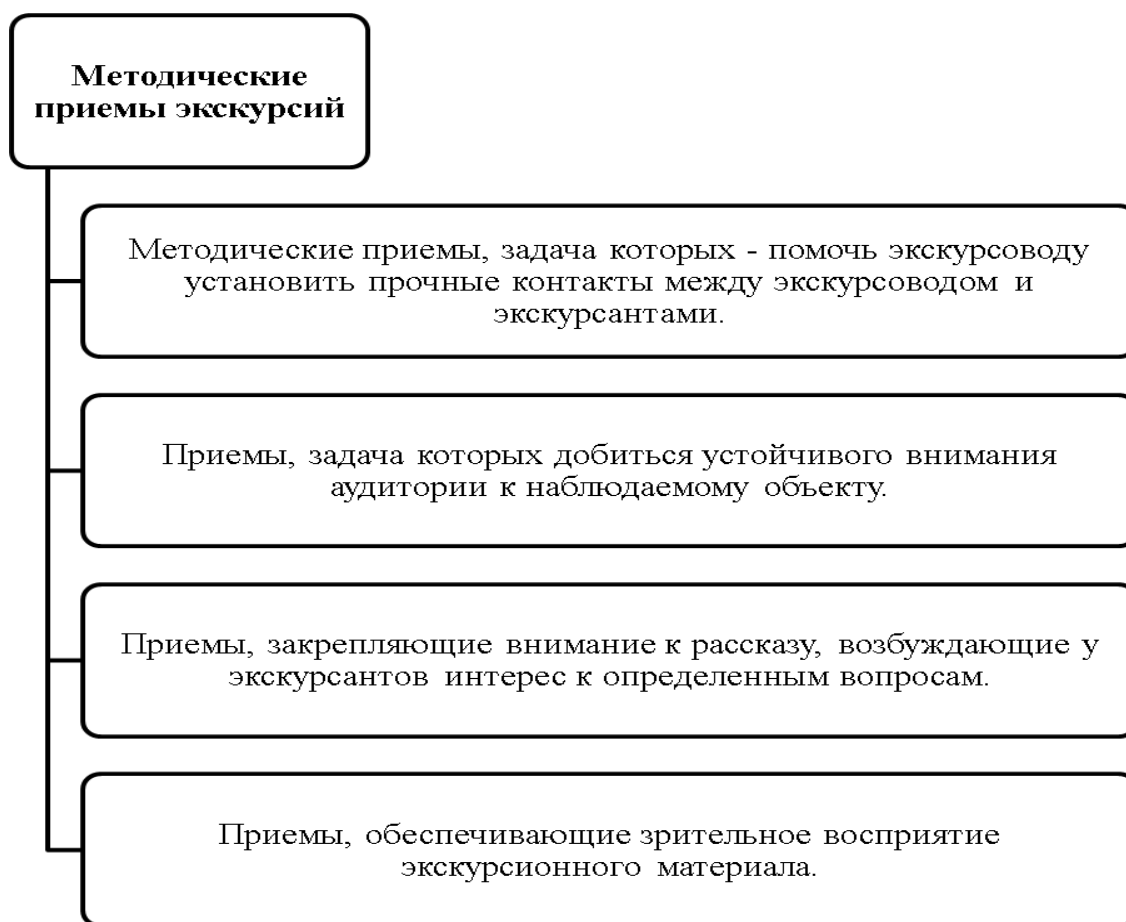 Методические
приемы экскурсий
Методические приемы, задача которых - помочь экскурсоводу
установить прочные контакты между экскурсоводом и
экскурсантами.
Приемы, задача которых добиться устойчивого внимания
аудитории к наблюдаемому объекту.
Приемы, закрепляющие внимание к рассказу, возбуждающие у
экскурсантов интерес к определенным вопросам.
Приемы, обеспечивающие зрительное восприятие
экскурсионного материала.